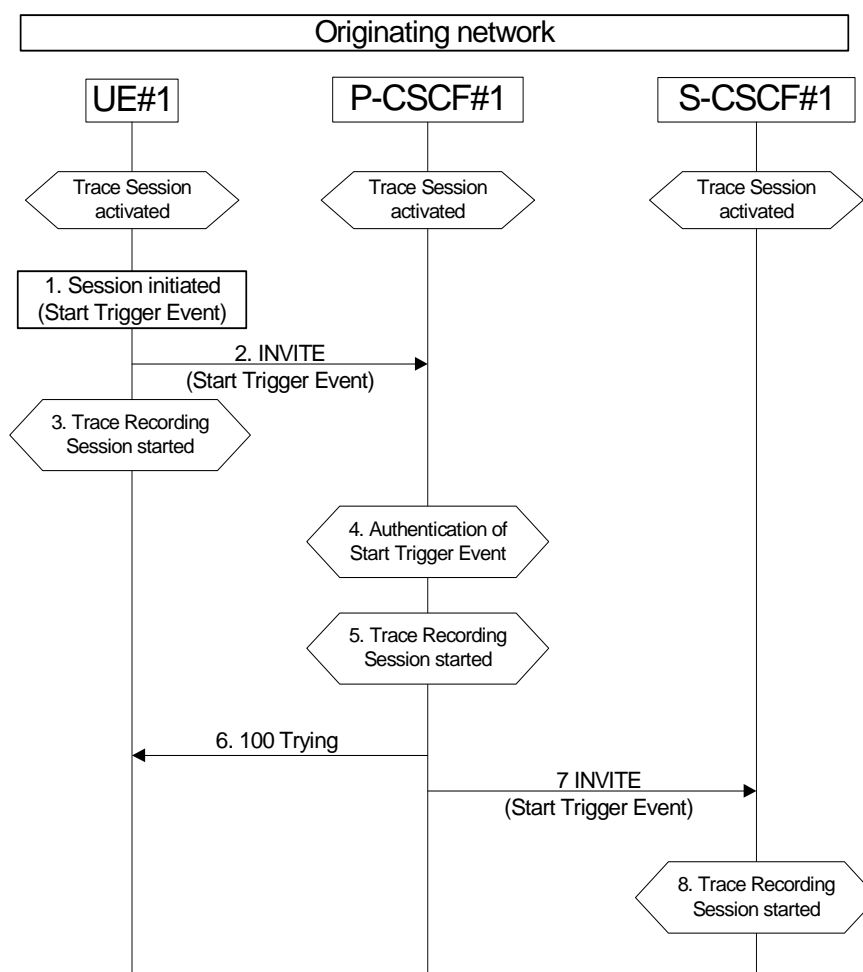 Originating network
UE#1
P-CSCF#1
S-CSCF#1
Trace Session
activated
Trace Session
activated
Trace Session
activated
1. Session initiated
(Start Trigger Event)
2. INVITE
(Start Trigger Event)
3. Trace Recording
Session started
4. Authentication of
Start Trigger Event
5. Trace Recording
Session started
6. 100 Trying
7 INVITE
(Start Trigger Event)
8. Trace Recording
Session started